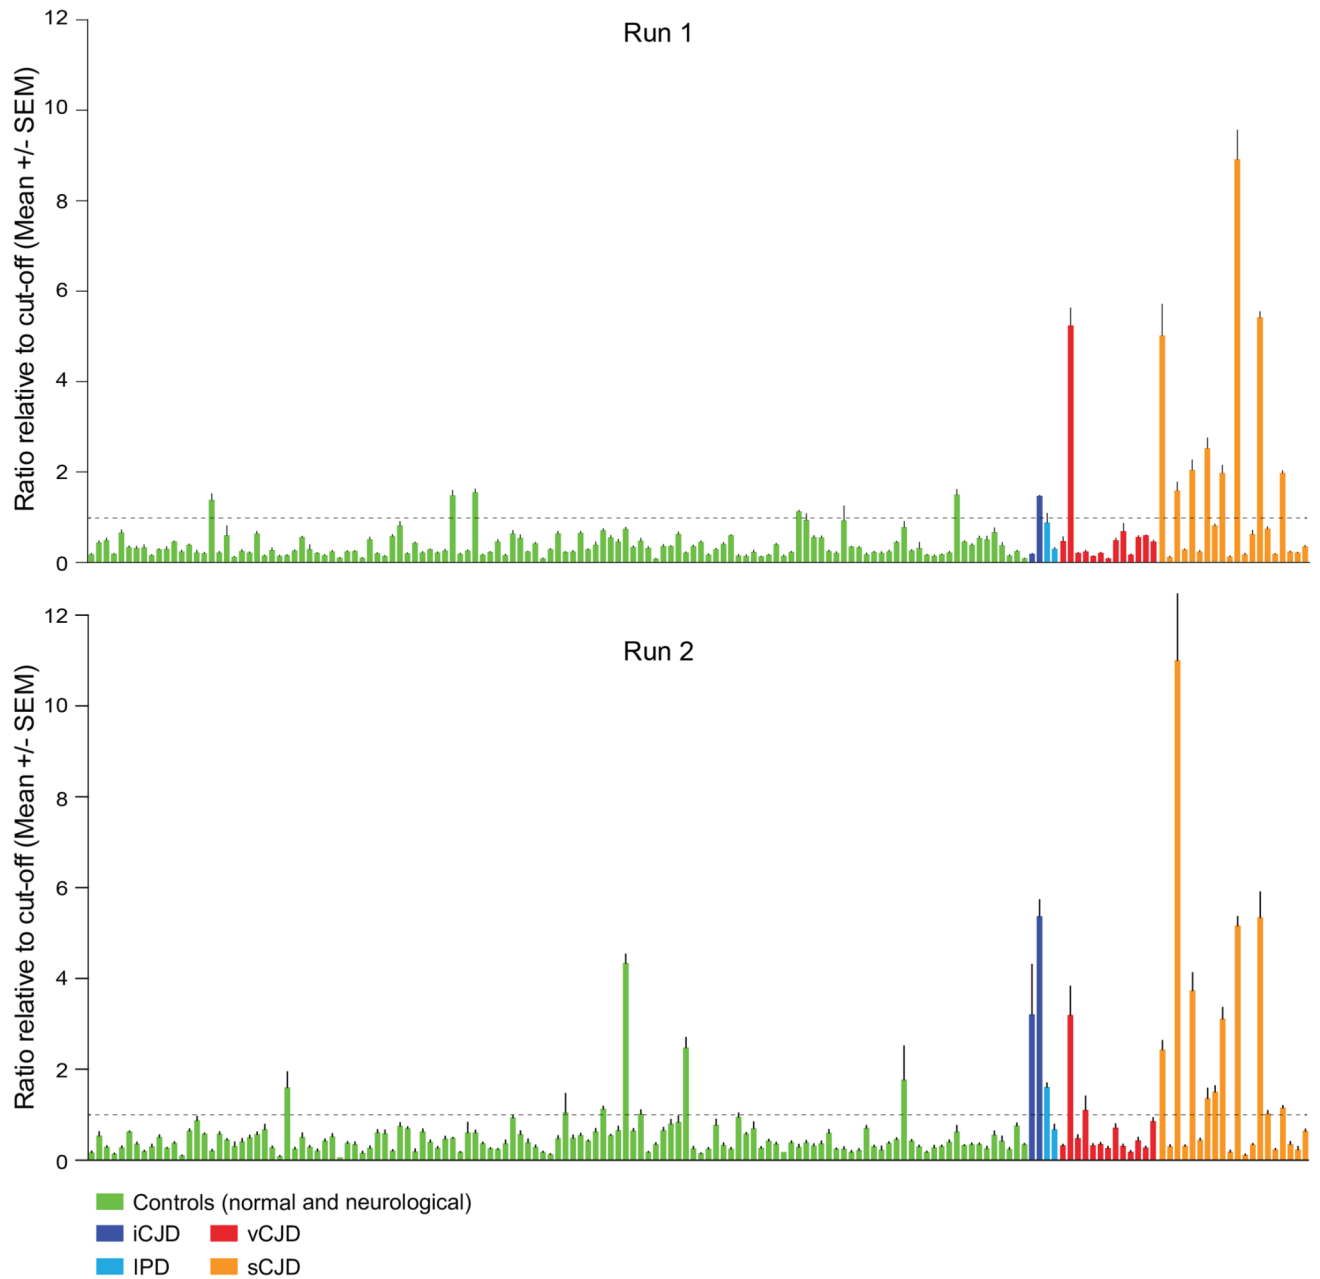 Run 1
Ratio relative to cut-off (Mean +/- SEM)
12
10
8
6
4
2
0
Run 2
Ratio relative to cut-off (Mean +/- SEM)
12
10
8
6
4
2
0
Controls (normal and neurological)
iCJD vCJD
IPD sCJD